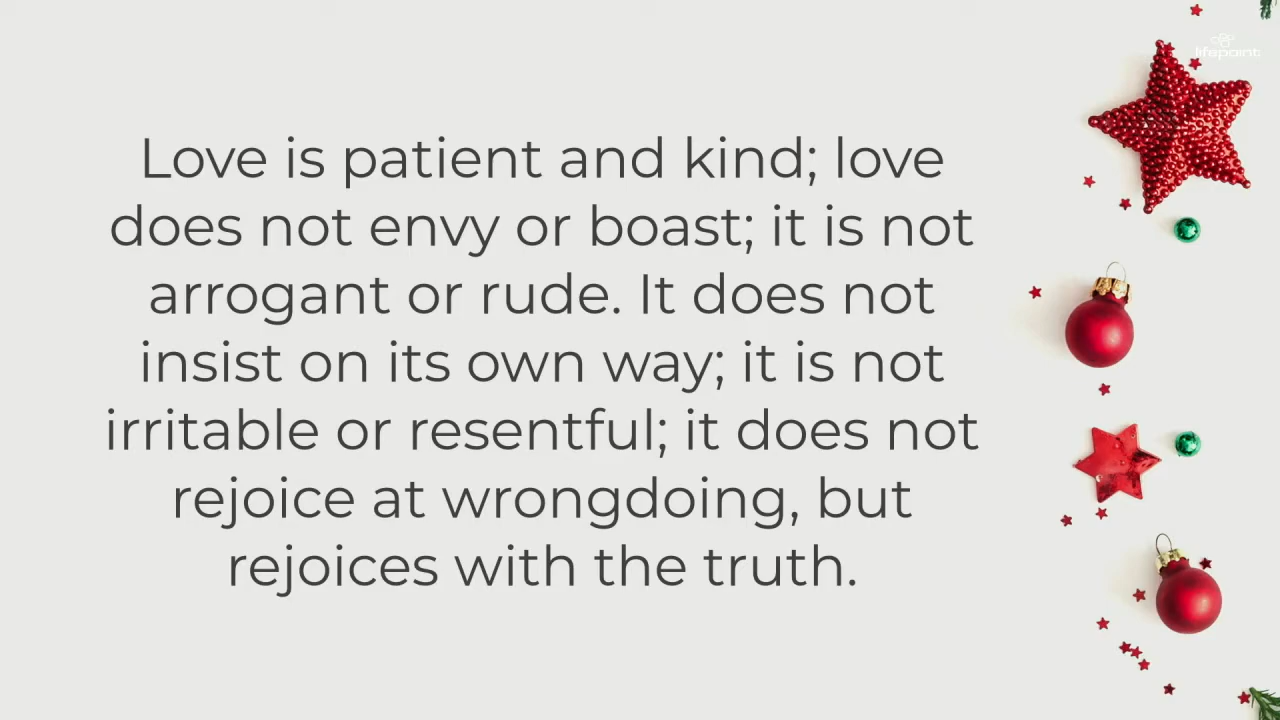 lifepoint
Love is patient and kind; love
does not envy or boast; it is not
arrogant or rude. It does not
insist on its own way; it is not
irritable or resentful; it does not
rejoice at wrongdoing, but
rejoices with the truth.